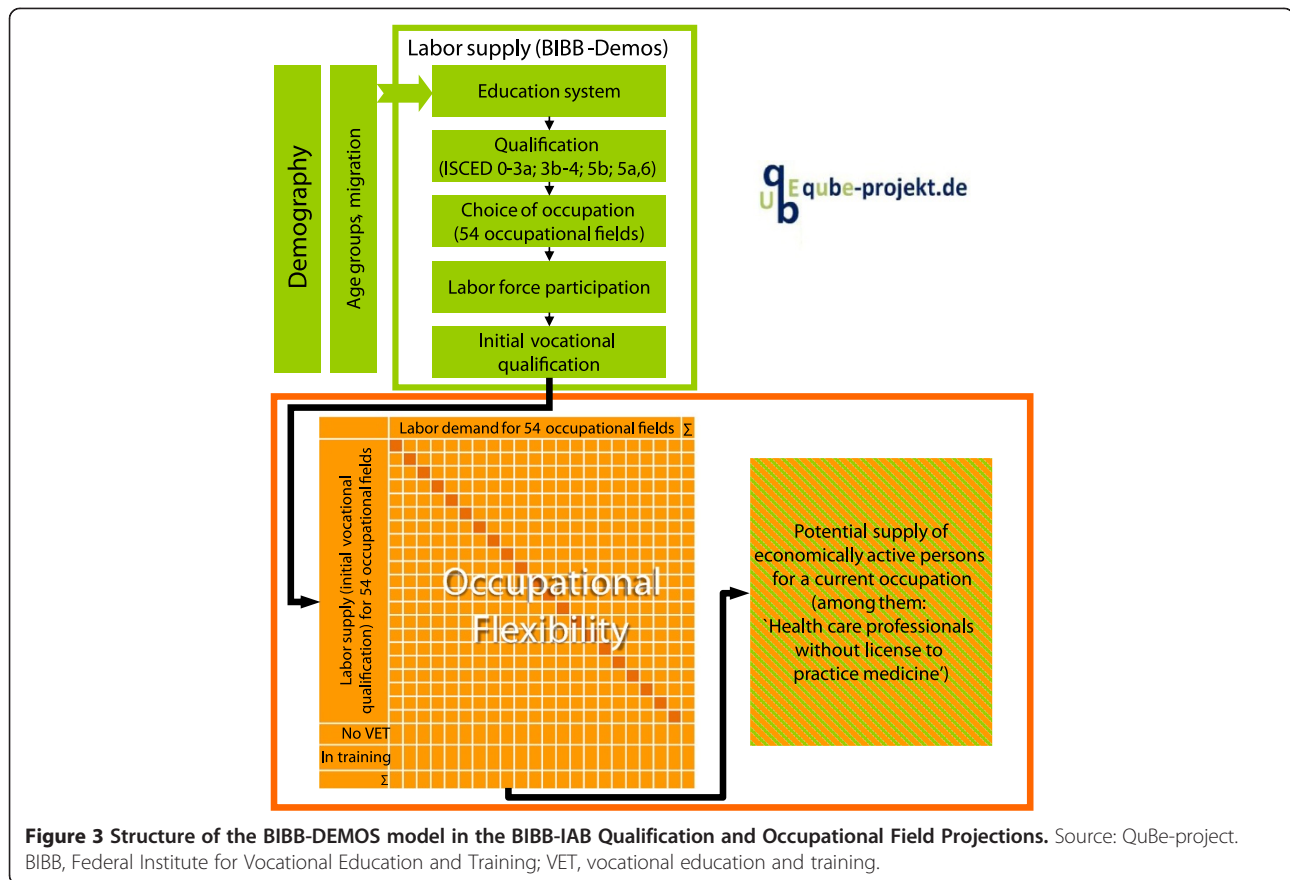 Labor supply (BIBB-Demos)
Demography
Age groups, migration
Education system
Qualification
(ISCED 0-3a; 3b-4; 5b; 5a,6)
Choice of occupation
(54 occupational fields)
Labor force participation
Initial vocational
qualification
q
U
E
b
qube-projekt.de
Labor demand for 54 occupational fields
Σ
Labor supply (initial vocational
qualification) for 54 occupational fields
Occupational
Flexibility
No VET
In training
Σ
Potential supply of
economically active persons
for a current occupation
(among them:
`Health care professionals
without license to
practice medicine’)
Figure 3 Structure of the BIBB-DEMOS model in the BIBB-IAB Qualification and Occupational Field Projections. Source: QuBe-project.
BIBB, Federal Institute for Vocational Education and Training; VET, vocational education and training.